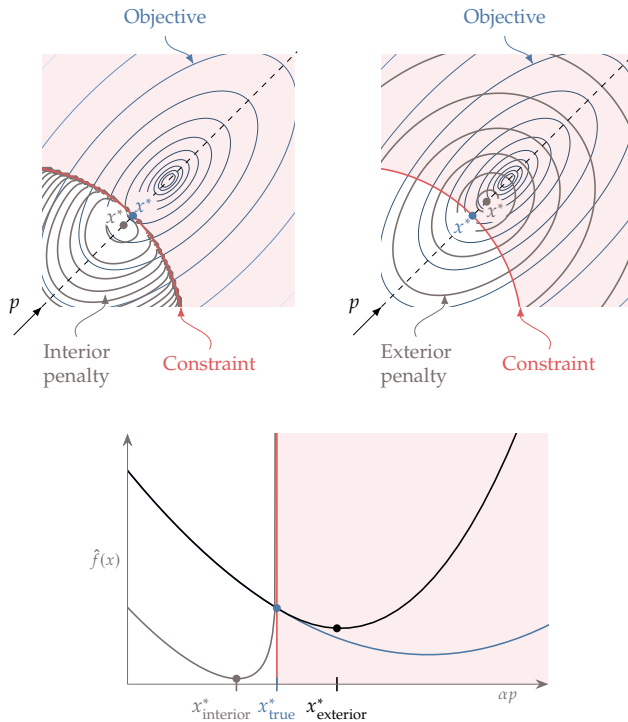 Objective
Objective
x* x*
x* x*
p
p
Interior
penalty
Constraint
Exterior
penalty
Constraint
f̂(x)
αp
x*interior
x*true
x*exterior